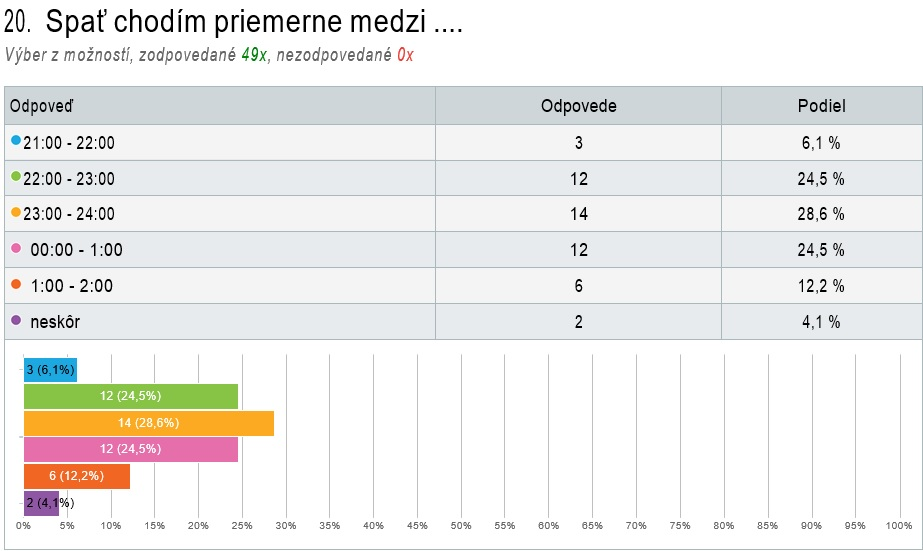 20. Spať chodím priemerne medzi ....
Výber z možností, zodpovedané 49x, nezodpovedané 0x
Odpoveď Odpovede Podiel
21:00 - 22:00 3 6,1 %
22:00 - 23:00 12 24,5 %
23:00 - 24:00 14 28,6 %
00:00 - 1:00 12 24,5 %
1:00 - 2:00 6 12,2 %
neskôr 2 4,1 %
3 (6,1%)
12 (24,5%)
14 (28,6%)
12 (24,5%)
6 (12,2%)
2 (4,1%)
0% 5% 10% 15% 20% 25% 30% 35% 40% 45% 50% 55% 60% 65% 70% 75% 80% 85% 90% 95% 100%